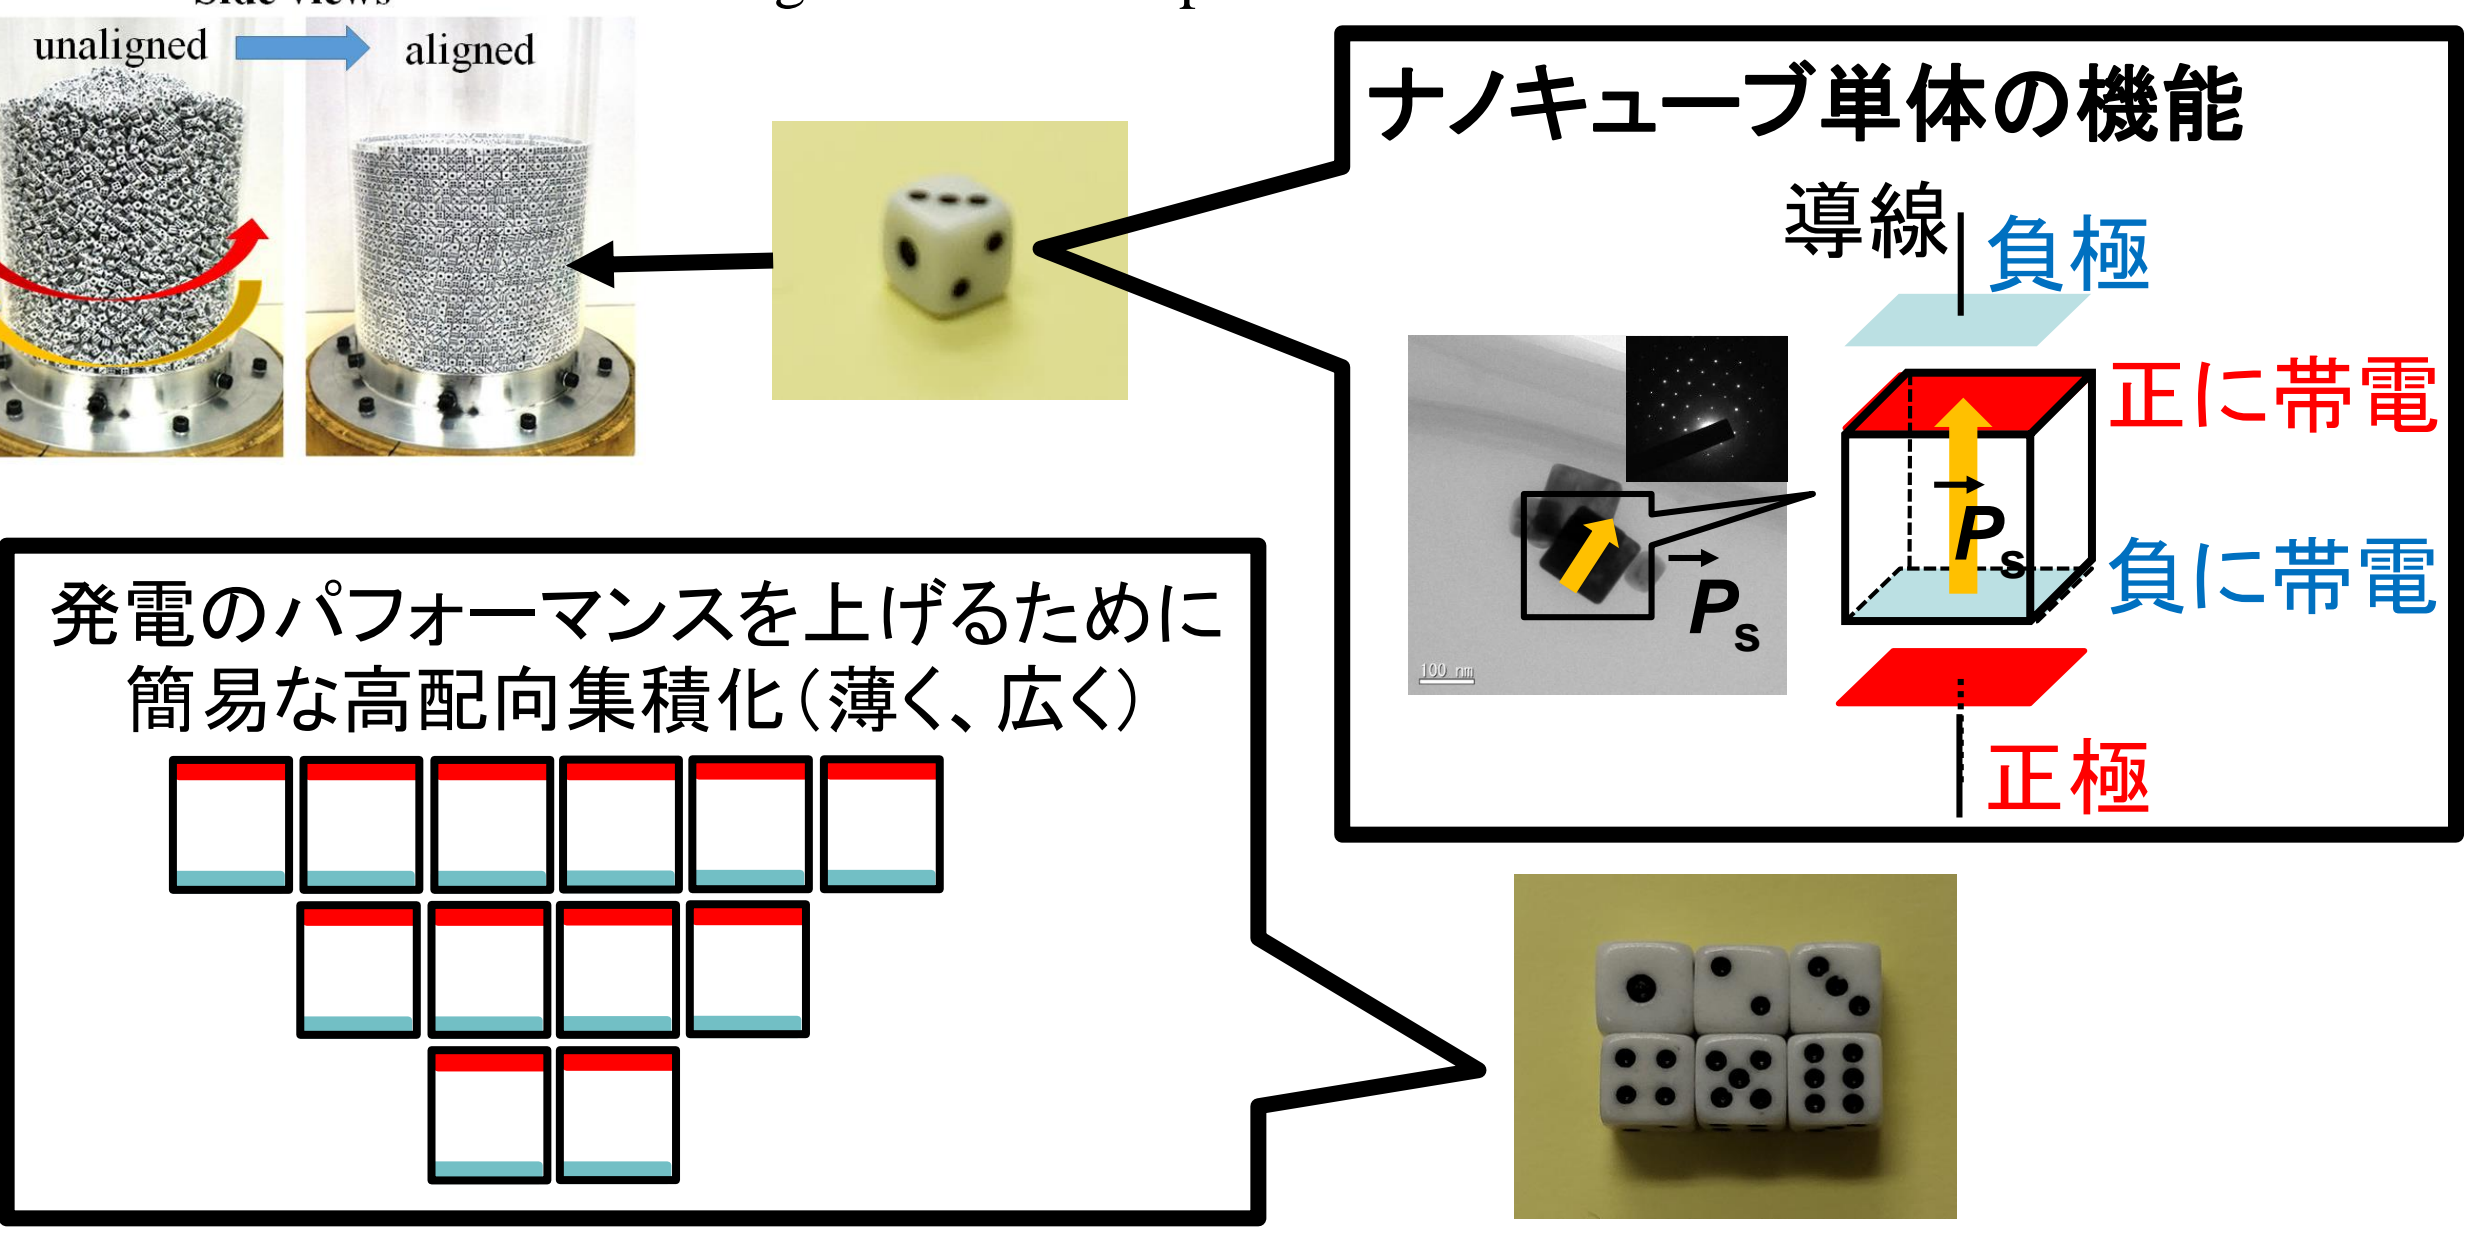 unaligned
aligned
ナノキューブ単体の機能
導線
負極
正に帯電
Ps
負に帯電
Ps
100 nm
正極
発電のパフォーマンスを上げるために
簡易な高配向集積化（薄く、広く）